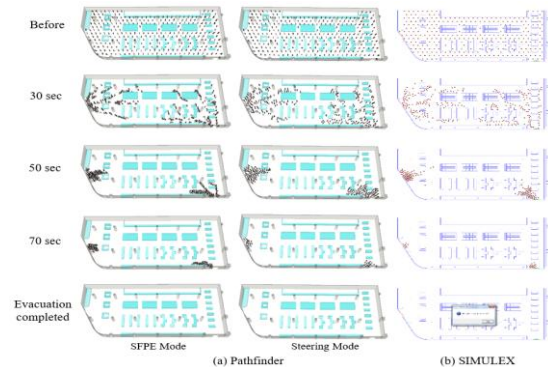 Before
30 sec
50 sec
70 sec
Evacuation
completed
SFPE Mode
Steering Mode
(a) Pathfinder
(b) SIMULEX